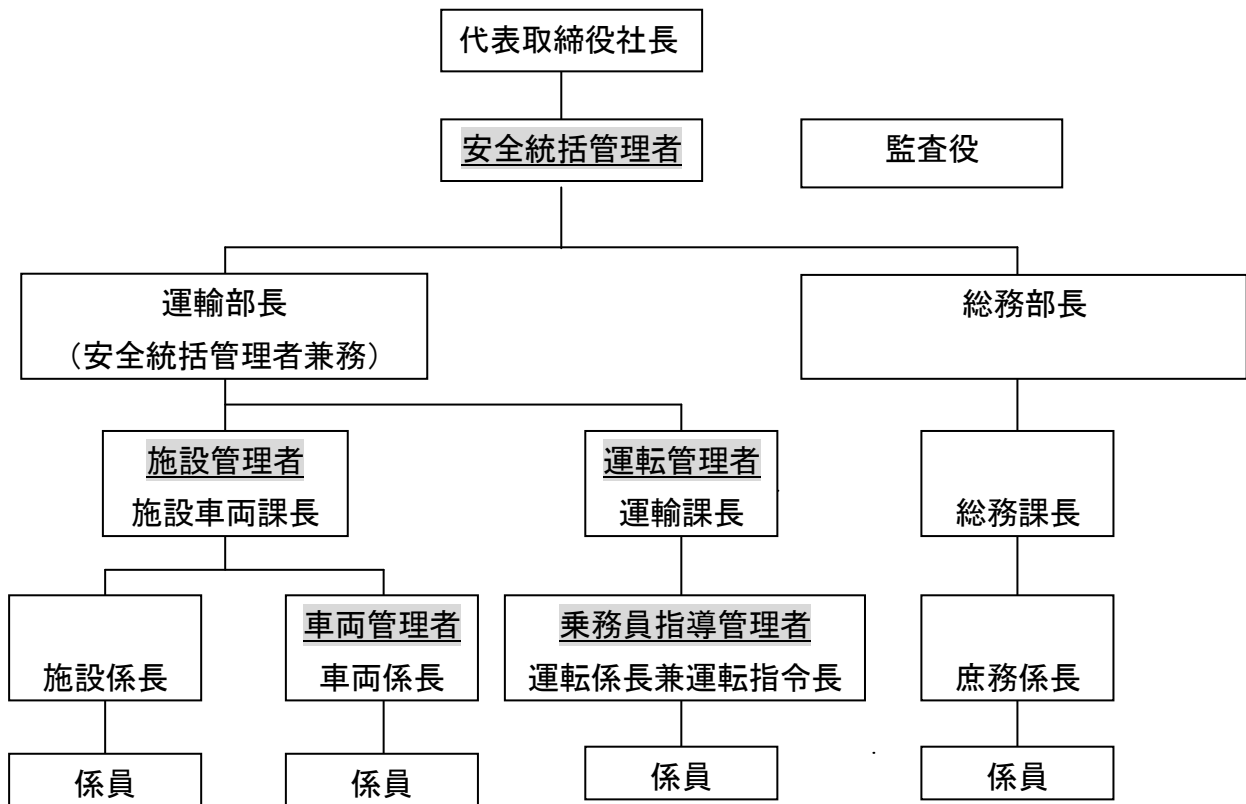 代表取締役社長
安全統括管理者
監査役
運輸部長
（安全統括管理者兼務）
総務部長
施設管理者
施設車両課長
運転管理者
運輸課長
総務課長
施設係長
車両管理者
車両係長
乗務員指導管理者
運転係長兼運転指令長
庶務係長
係員
係員
係員
係員